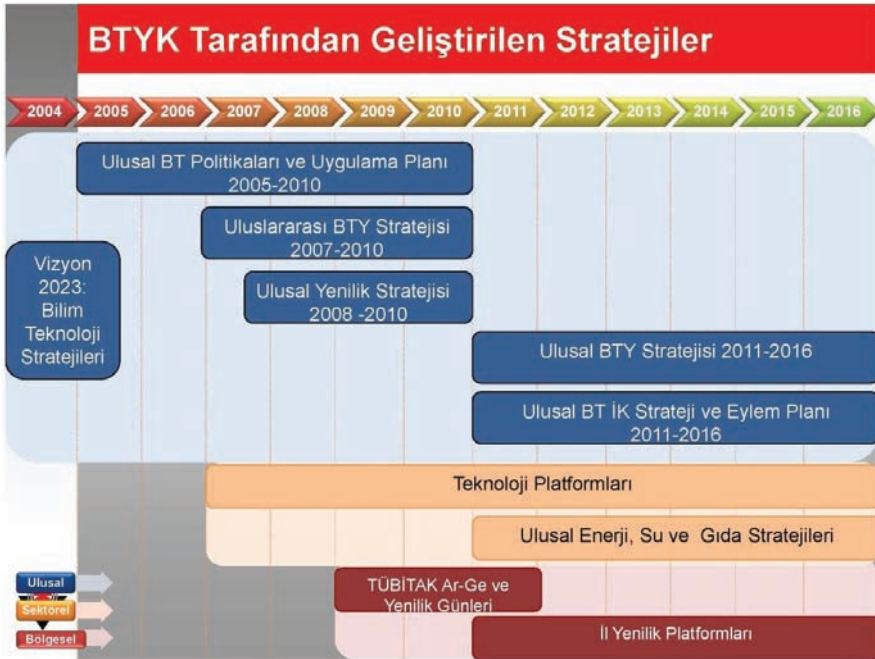 BTYK Tarafından Geliştirilen Stratejiler
2004 2005 2006 2007 2008 2009 2010 2011 2012 2013 2014 2015 2016
Ulusal BT Politikaları ve Uygulama Planı
2005-2010
Uluslararası BTY Stratejisi
2007-2010
Vizyon
2023:
Bilim
Teknoloji
Stratejileri
Ulusal Yenilik Stratejisi
2008 -2010
Ulusal BTY Stratejisi 2011-2016
Ulusal BT İK Strateji ve Eylem Planı
2011-2016
Teknoloji Platformları
Ulusal Enerji, Su ve Gıda Stratejileri
TÜBİTAK Ar-Ge ve
Yenilik Günleri
İl Yenilik Platformları
Ulusal
Sektörel
Bölgesel